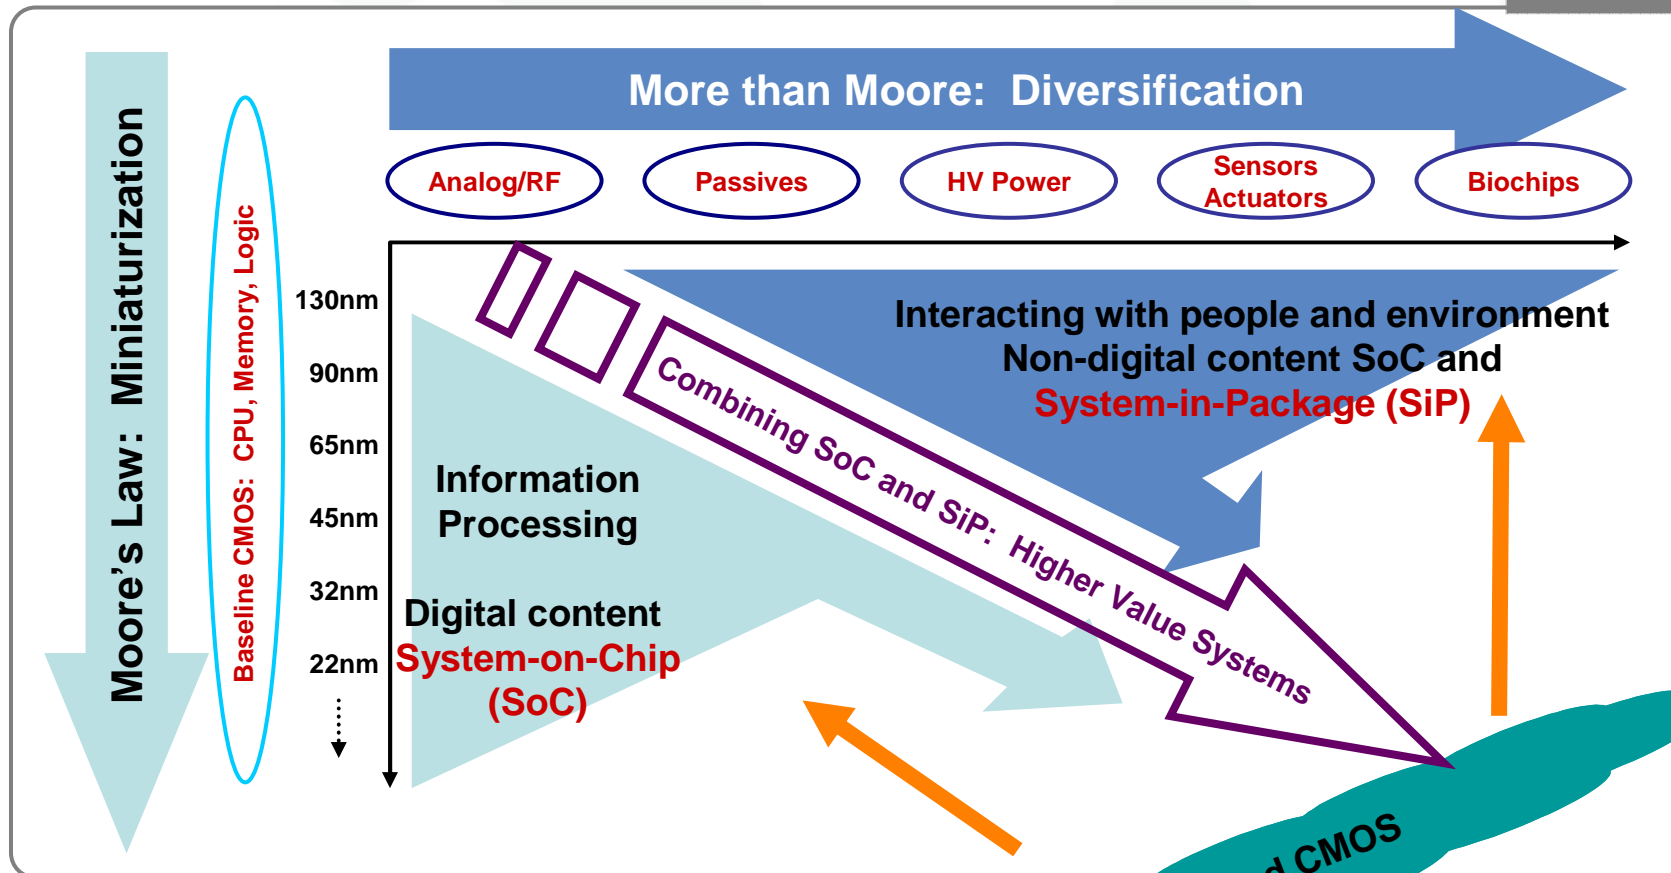 More than Moore:  Diversification
Analog/RF
Passives
HV Power
Sensors
Actuators
Biochips
Moore's Law:  Miniaturization
Baseline CMOS:  CPU, Memory, Logic
130nm
90nm
65nm
45nm
32nm
22nm
Interacting with people and environment
Non-digital content SoC and
System-in-Package (SiP)
Combining SoC and SiP:  Higher Value Systems
Information
Processing
Digital content
System-on-Chip
(SoC)
CMOS